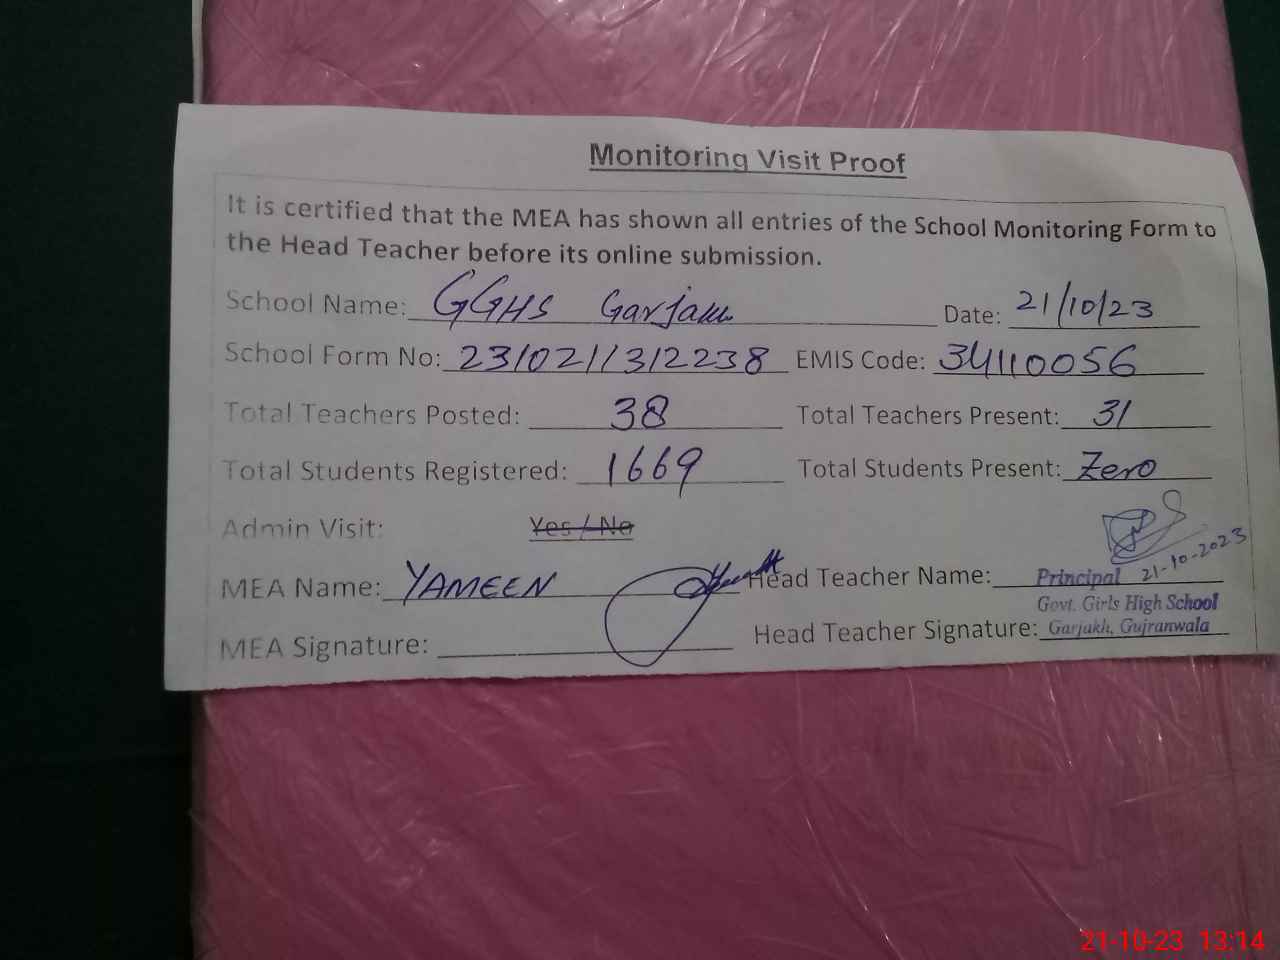 Monitoring Visit Proof
It is certified that the MEA has shown all entries of the School Monitoring Form to
the Head Teacher before its online submission.
School Name: GGHS Garjakh Date: 21/10/23
School Form No: 23/021/312238 EMIS Code: 34110056
Total Teachers Posted: 38 Total Teachers Present: 31
Total Students Registered: 1669 Total Students Present: Zero
Admin Visit: Yes / No
21-10-2023
MEA Name: YAMEEN Head Teacher Name: Principal
Govt. Girls High School
MEA Signature: Head Teacher Signature: Garjakh, Gujranwala
21-10-23 13:14